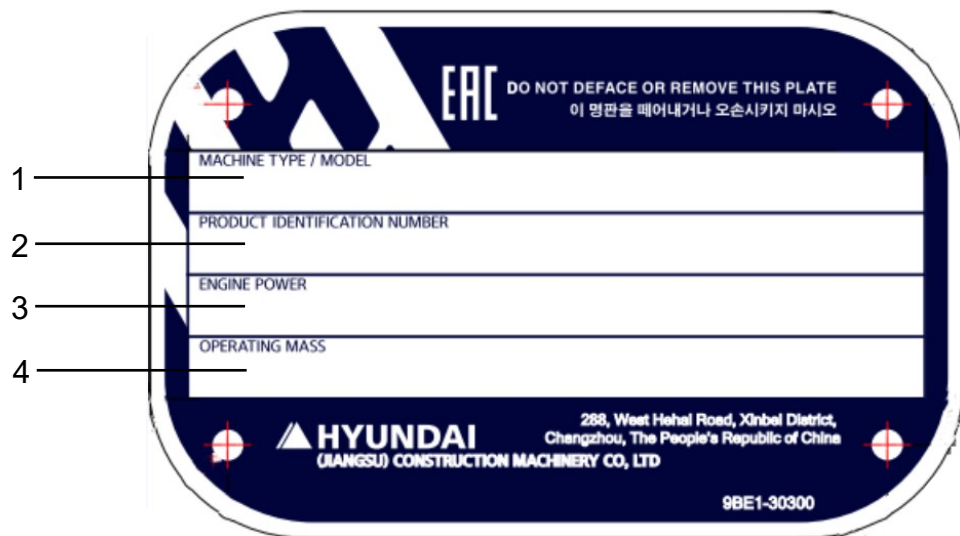 EAC DO NOT DEFACE OR REMOVE THIS PLATE
이 명판을 떼어내거나 오손시키지 마시오
1 MACHINE TYPE / MODEL
2 PRODUCT IDENTIFICATION NUMBER
3 ENGINE POWER
4 OPERATING MASS
HYUNDAI
(JIANGSU) CONSTRUCTION MACHINERY CO, LTD
288, West Hehai Road, Xinbei District,
Changzhou, The People's Republic of China
9BE1-30300